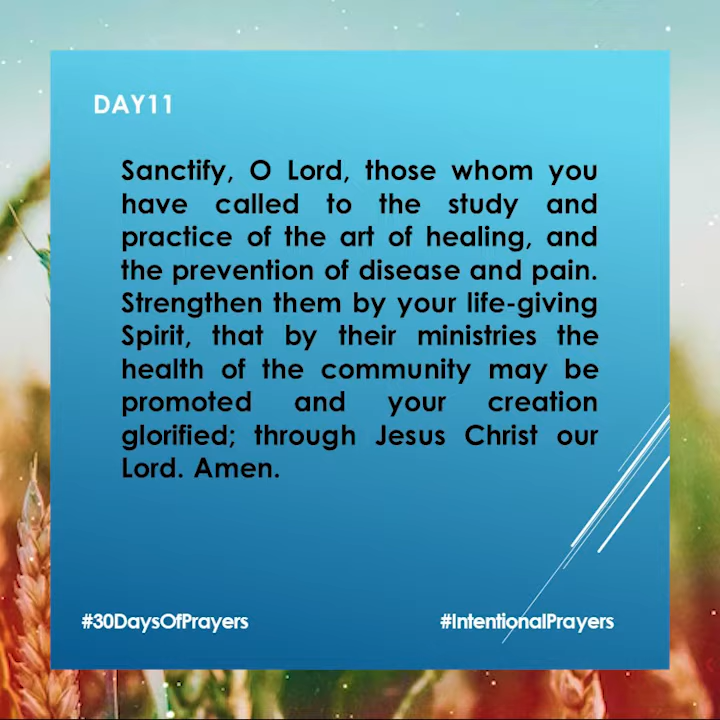 DAY11
Sanctify, O Lord, those whom you
have called to the study and
practice of the art of healing, and
the prevention of disease and pain.
Strengthen them by your life-giving
Spirit, that by their ministries the
health of the community may be
promoted and your creation
glorified; through Jesus Christ our
Lord. Amen.
#30DaysOfPrayers
#IntentionalPrayers